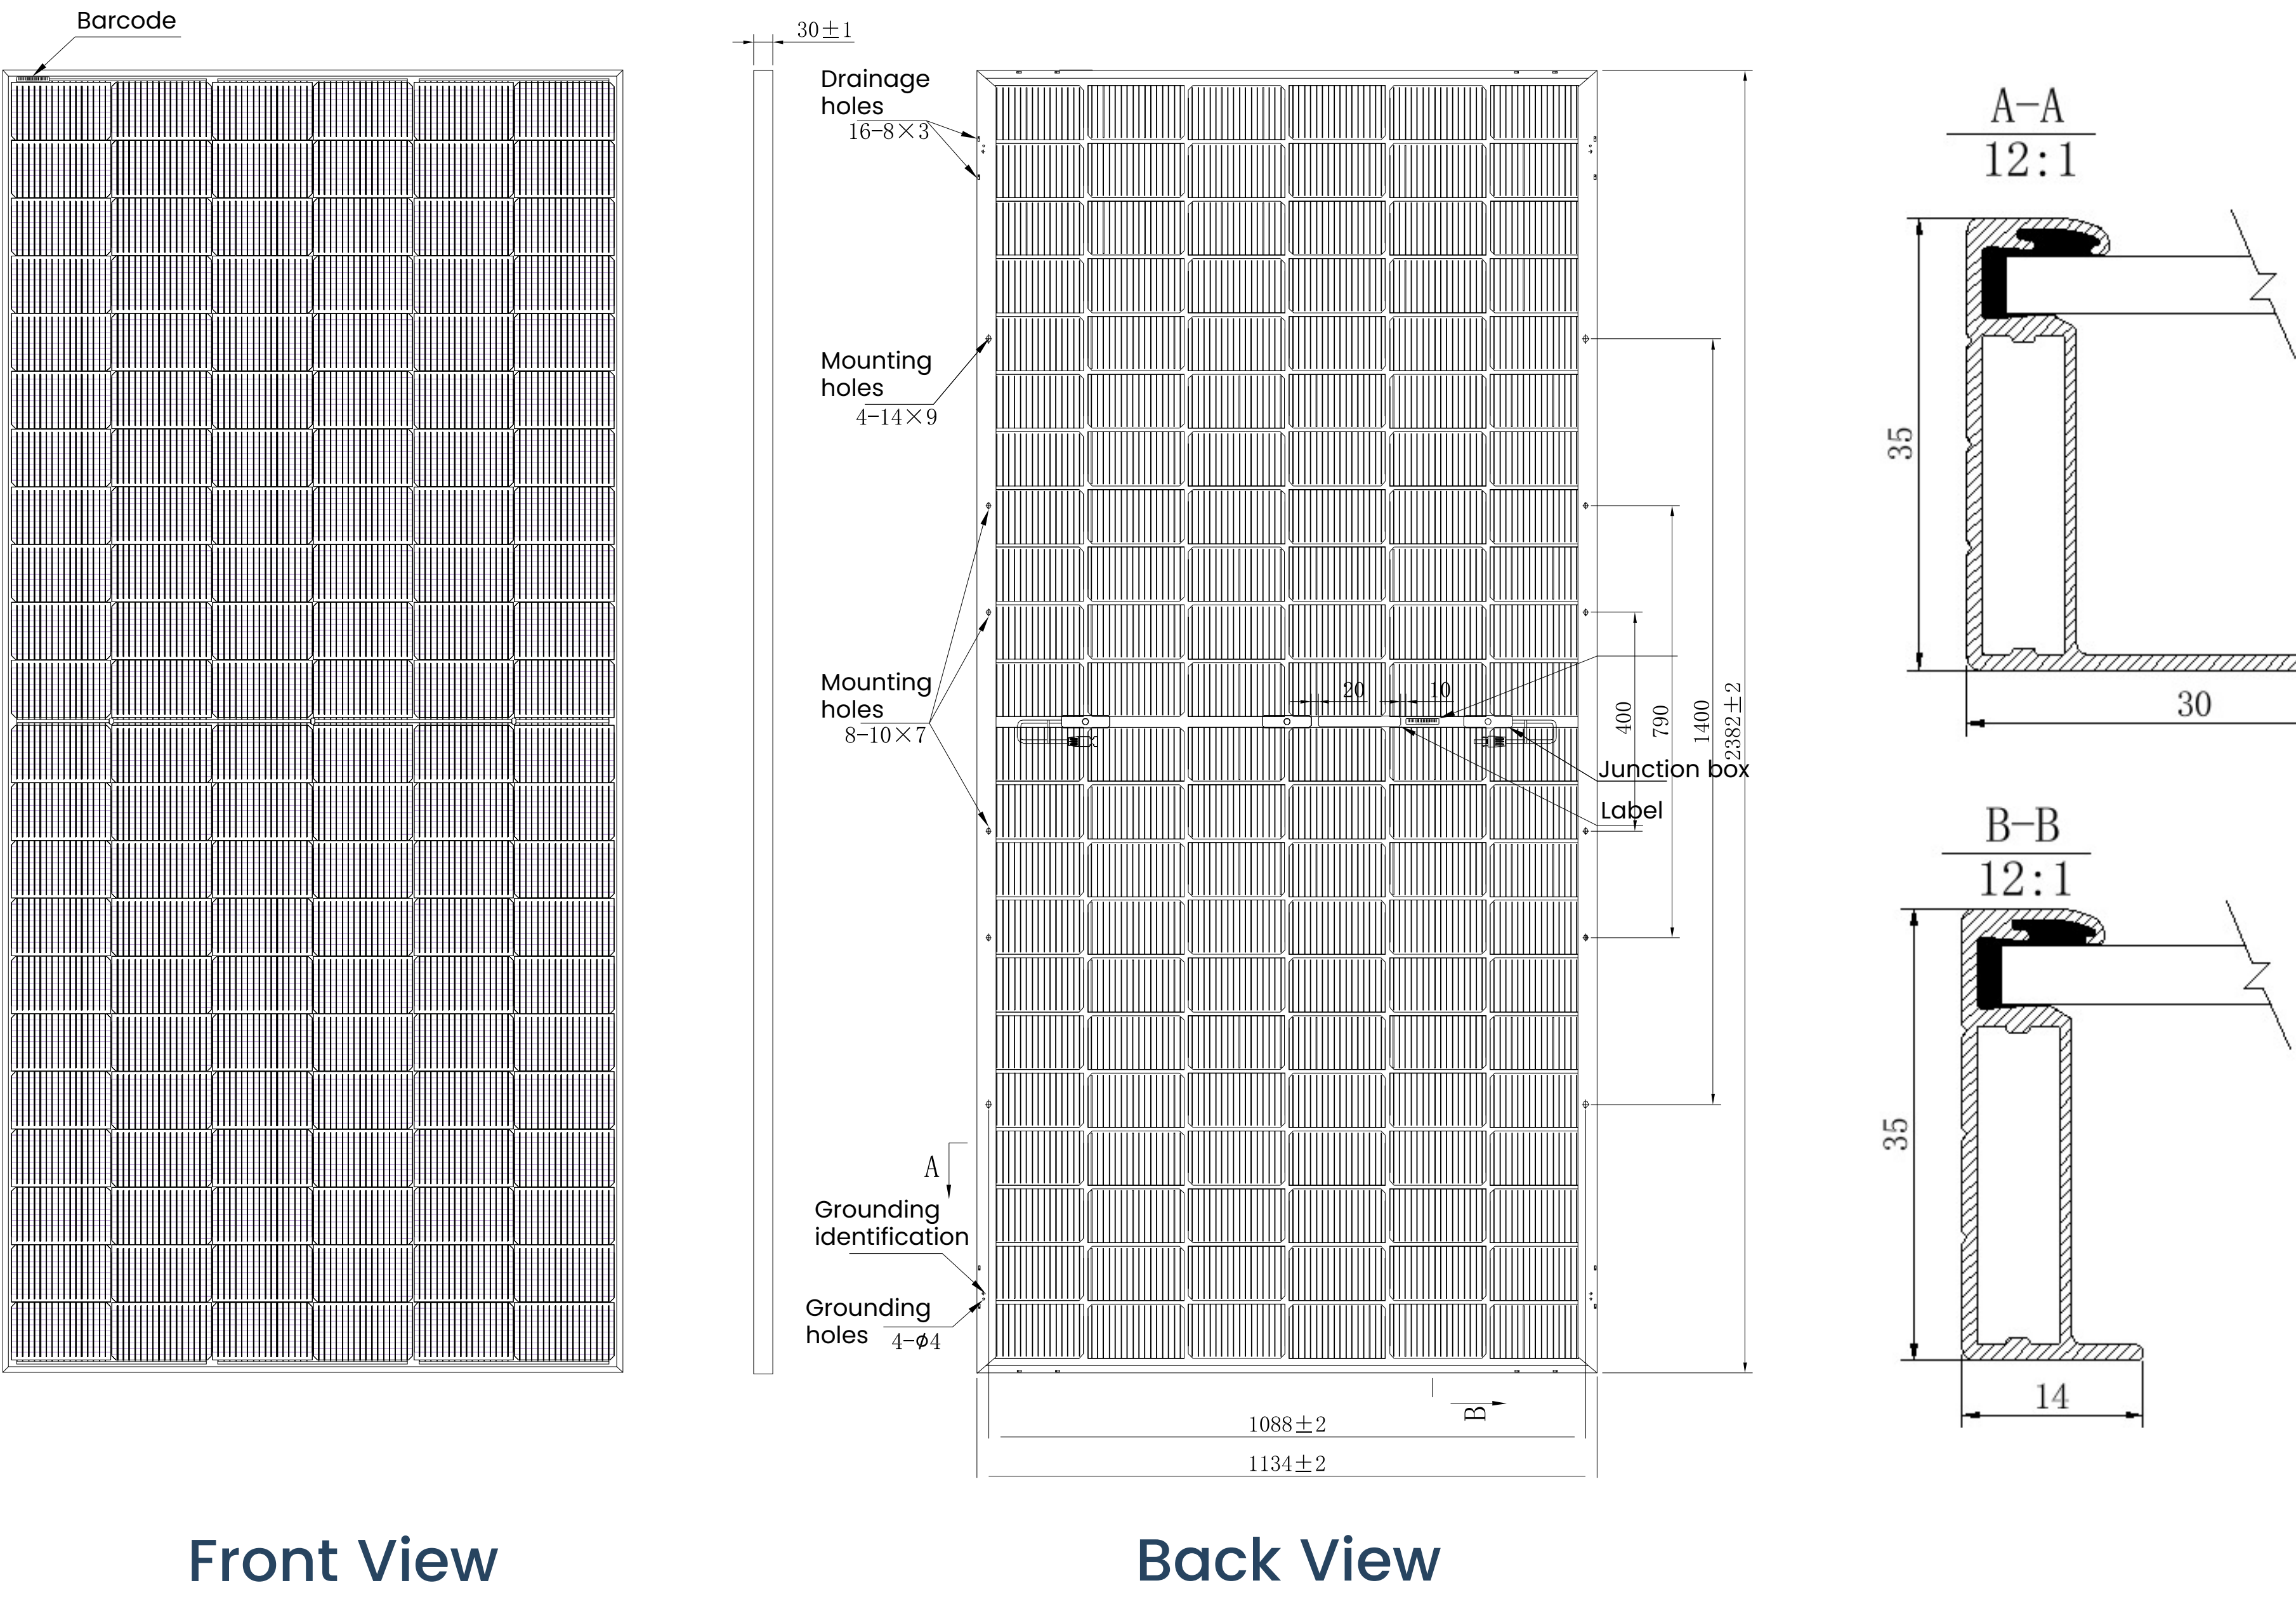 Barcode
30±1
Drainage
holes
16-8×3
Mounting
holes
4-14×9
Mounting
holes
8-10×7
20
10
400
790
1400
2382±2
Junction box
Label
A
Grounding
identification
Grounding
holes
4-ϕ4
B
1088±2
1134±2
A-A
12:1
35
30
B-B
12:1
35
14
Front View
Back View